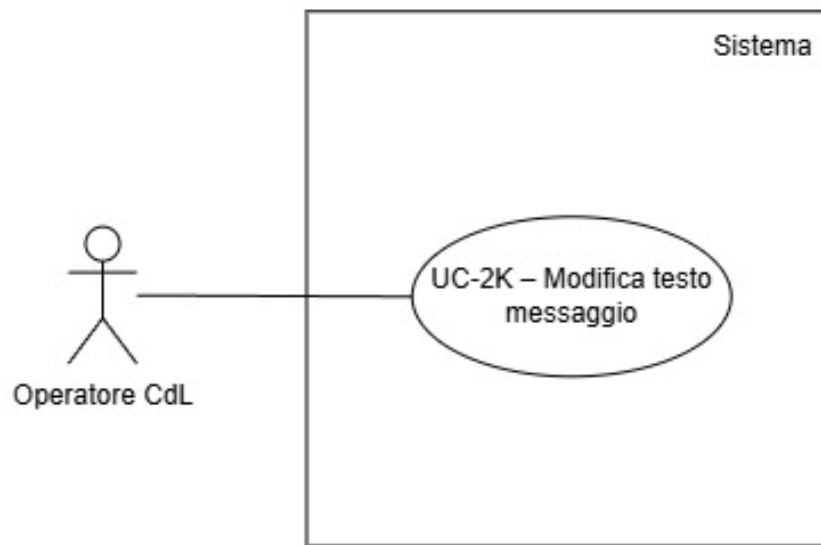 Sistema
UC-2K – Modifica testo
messaggio
Operatore CdL